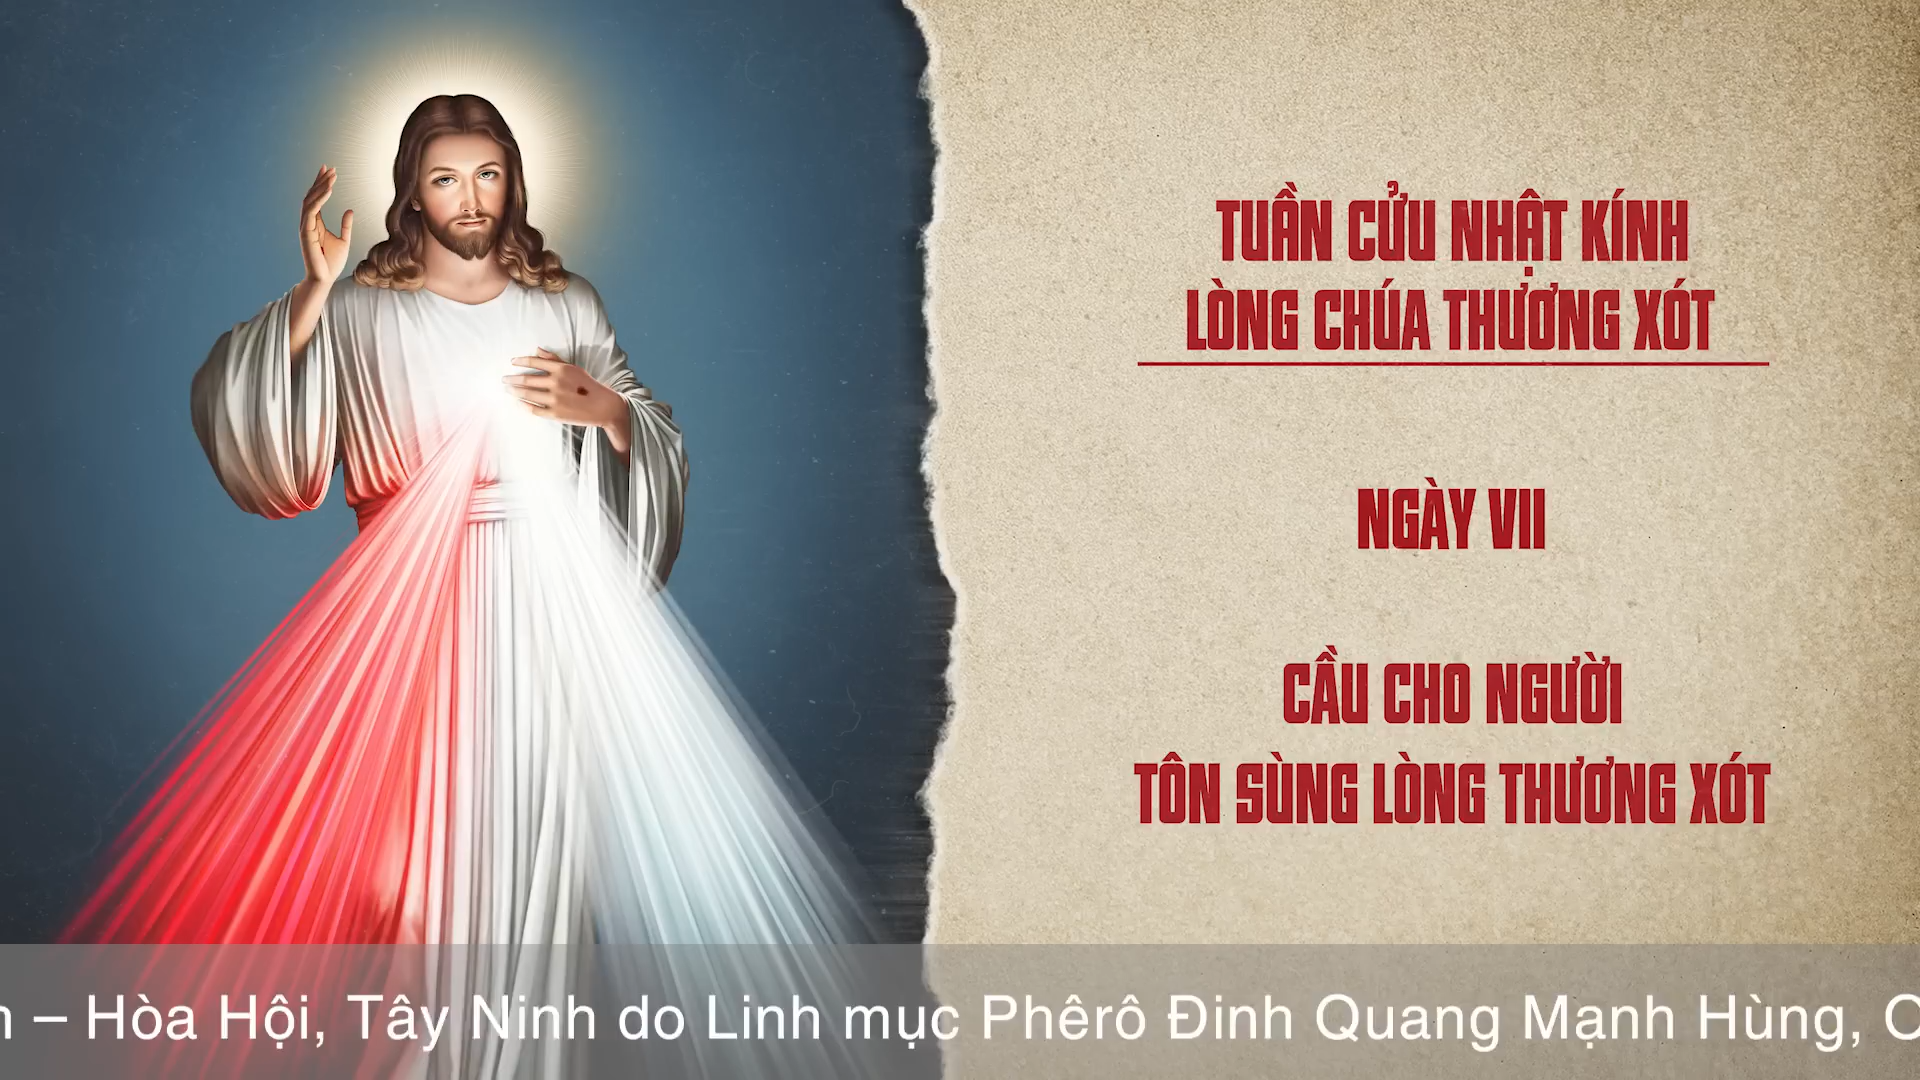 TUẦN CỬU NHẬT KÍNH
LÒNG CHÚA THƯƠNG XÓT
NGÀY VII
CẦU CHO NGƯỜI
TÔN SÙNG LÒNG THƯƠNG XÓT
– Hòa Hội, Tây Ninh do Linh mục Phêrô Đinh Quang Mạnh Hùng,